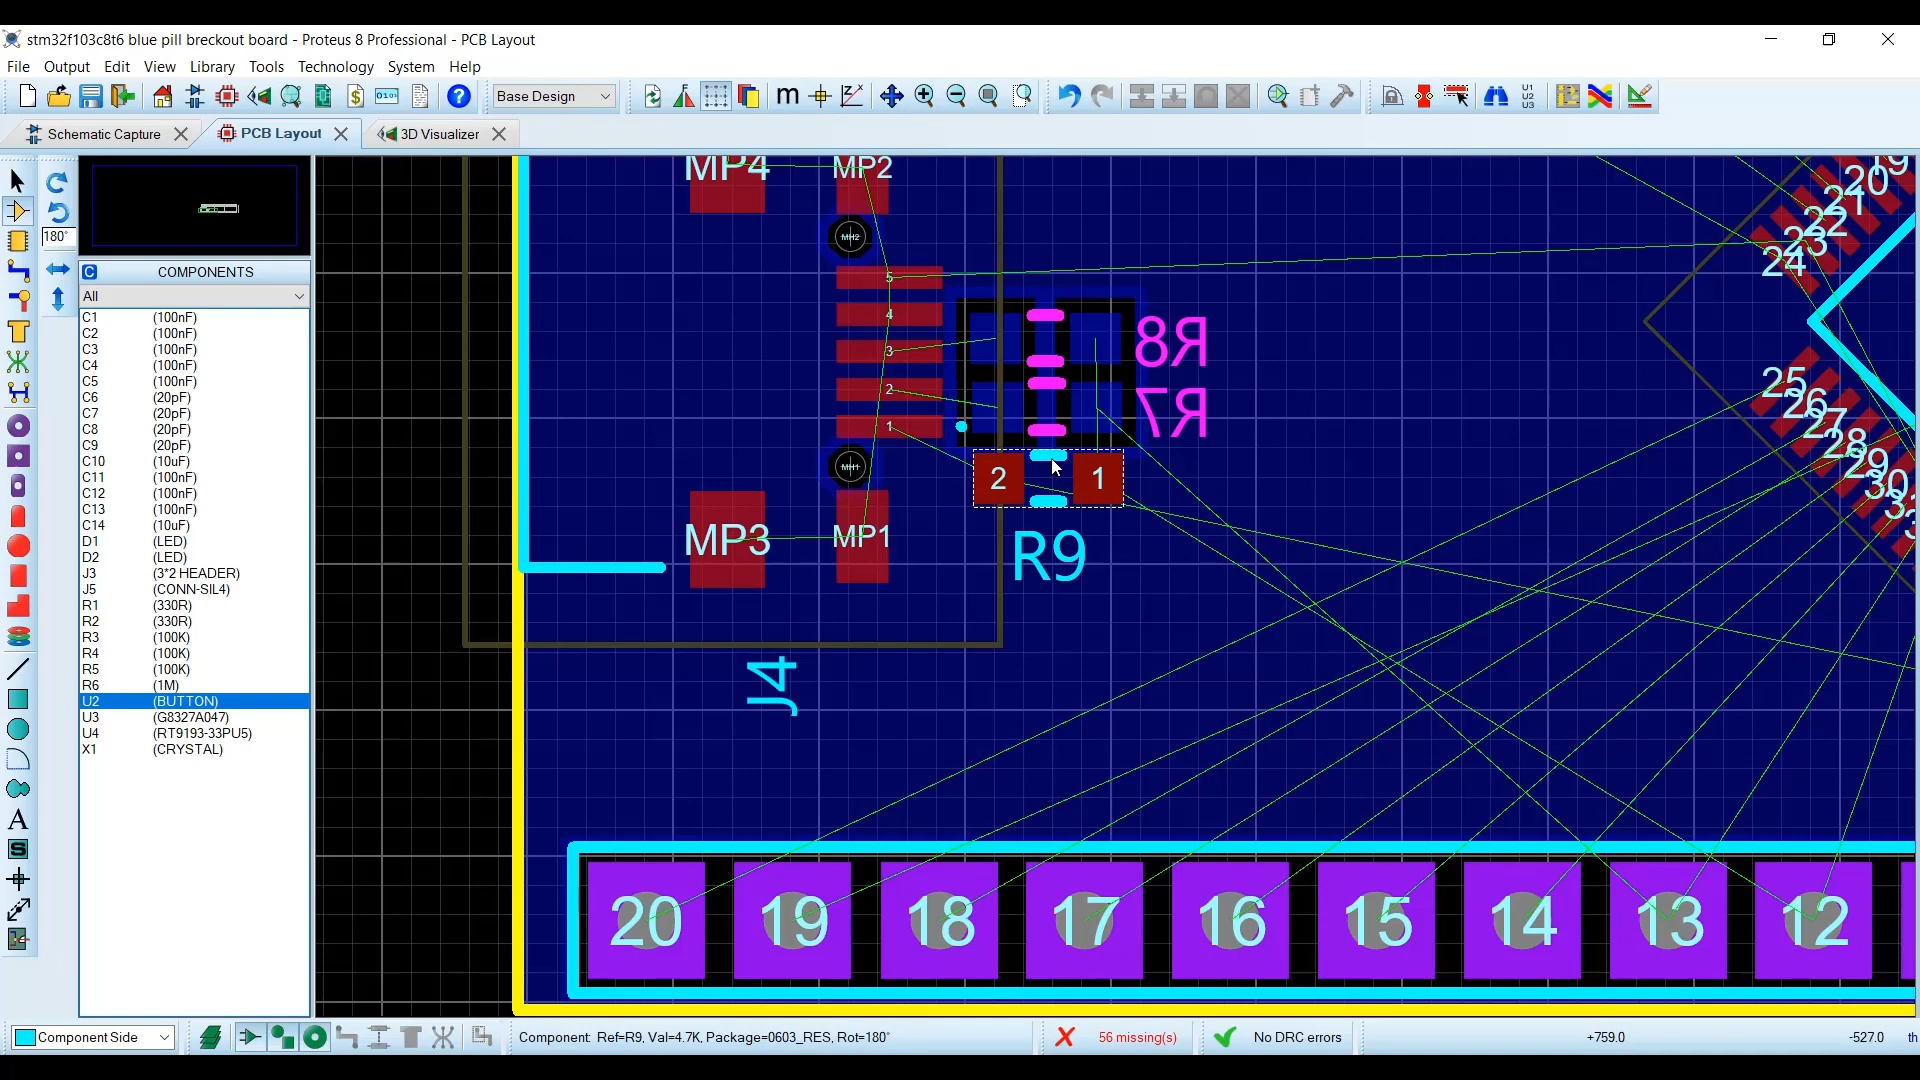 stm32f103c8t6 blue pill breckout board - Proteus 8 Professional - PCB Layout
File Output Edit View Library Tools Technology System Help
Base Design
Schematic Capture
PCB Layout
3D Visualizer
180°
COMPONENTS
All
C1 (100nF)
C2 (100nF)
C3 (100nF)
C4 (100nF)
C5 (100nF)
C6 (20pF)
C7 (20pF)
C8 (20pF)
C9 (20pF)
C10 (10uF)
C11 (100nF)
C12 (100nF)
C13 (100nF)
C14 (10uF)
D1 (LED)
D2 (LED)
J3 (3*2 HEADER)
J5 (CONN-SIL4)
R1 (330R)
R2 (330R)
R3 (100K)
R4 (100K)
R5 (100K)
R6 (1M)
U2 (BUTTON)
U3 (G8327A047)
U4 (RT9193-33PU5)
X1 (CRYSTAL)
MP4 MP2
MH2
5
4
3
2
1
MH1
MP3 MP1
R8
R7
2 1
R9
J4
19
20
21
22
23
24
25
26
27
28
29
30
20 19 18 17 16 15 14 13 12
Component Side
Component Ref=R9, Val=4.7K, Package=0603_RES, Rot=180°
56 missing(s)
No DRC errors
+759.0
-527.0
th